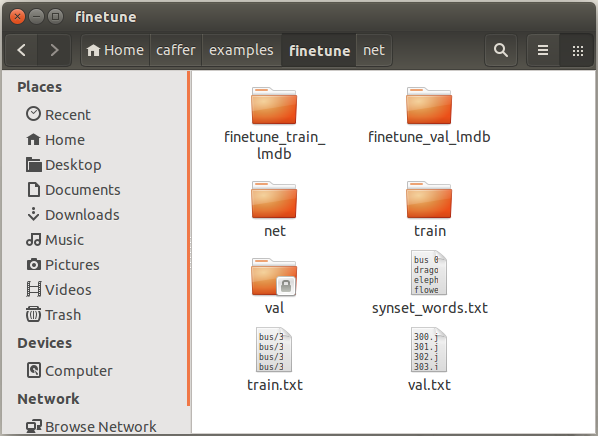 finetune
Home caffer examples finetune net
Places
Recent
Home
Desktop
Documents
Downloads
Music
Pictures
Videos
Trash
Devices
Computer
Network
Browse Network
finetune_train_
lmdb
finetune_val_lmdb
net
train
val
bus 0
drago
eleph
flowe
synset_words.txt
bus/3
bus/3
bus/3
bus/3
train.txt
300.j
301.j
302.j
303.j
val.txt